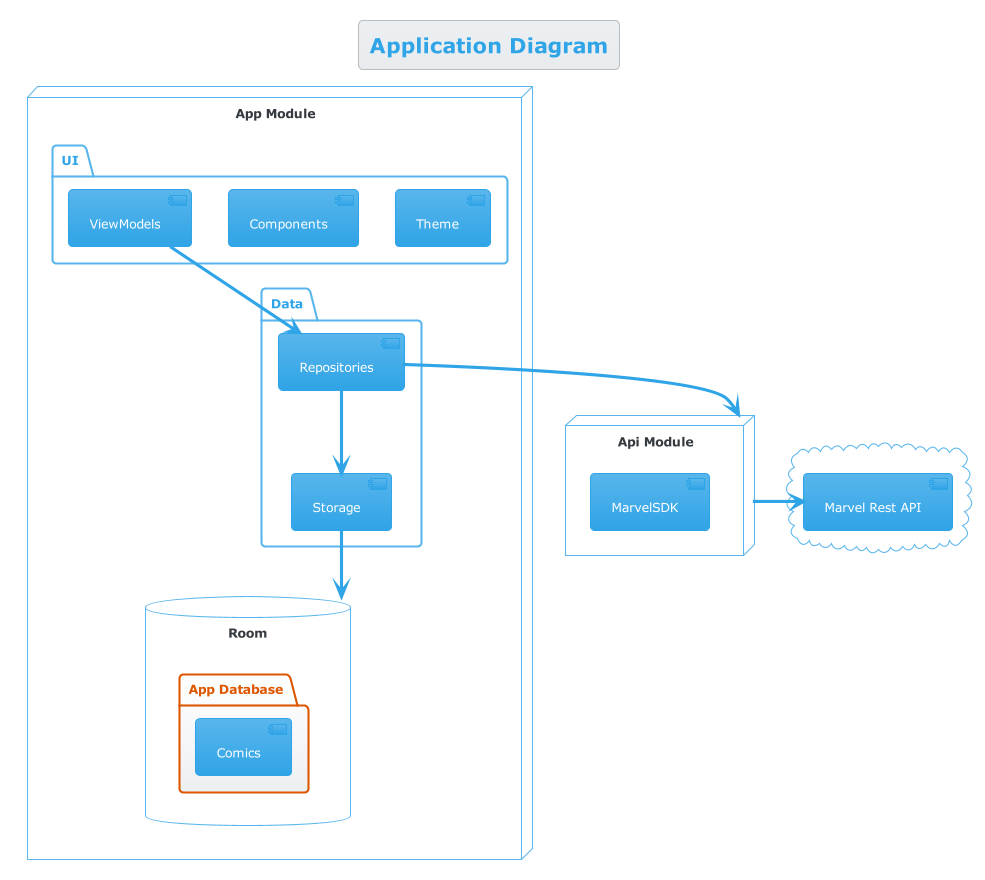 Application Diagram
App Module
UI
ViewModels
Components
Theme
Data
Repositories
Api Module
Storage
MarvelSDK
Marvel Rest API
Room
App Database
Comics